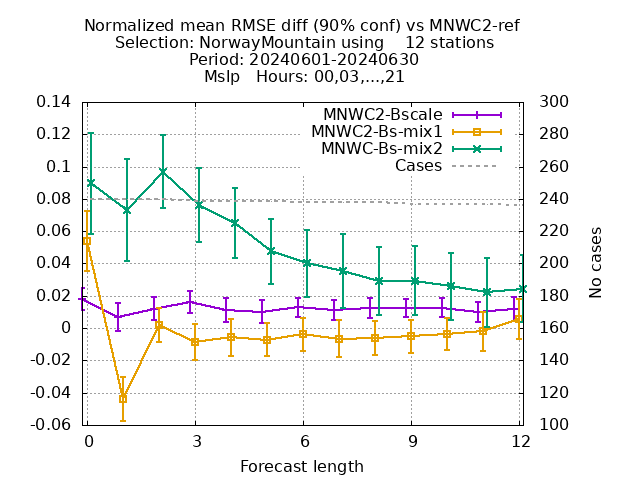 Normalized mean RMSE diff (90% conf) vs MNWC2-ref
Selection: NorwayMountain using    12 stations
Period: 20240601-20240630
Mslp   Hours: 00,03,...,21
MNWC2-Bscale
MNWC2-Bs-mix1
MNWC-Bs-mix2
Cases
0.14
0.12
0.1
0.08
0.06
0.04
0.02
0
-0.02
-0.04
-0.06
300
280
260
240
220
200
180
160
140
120
100
No cases
0 3 6 9 12
Forecast length